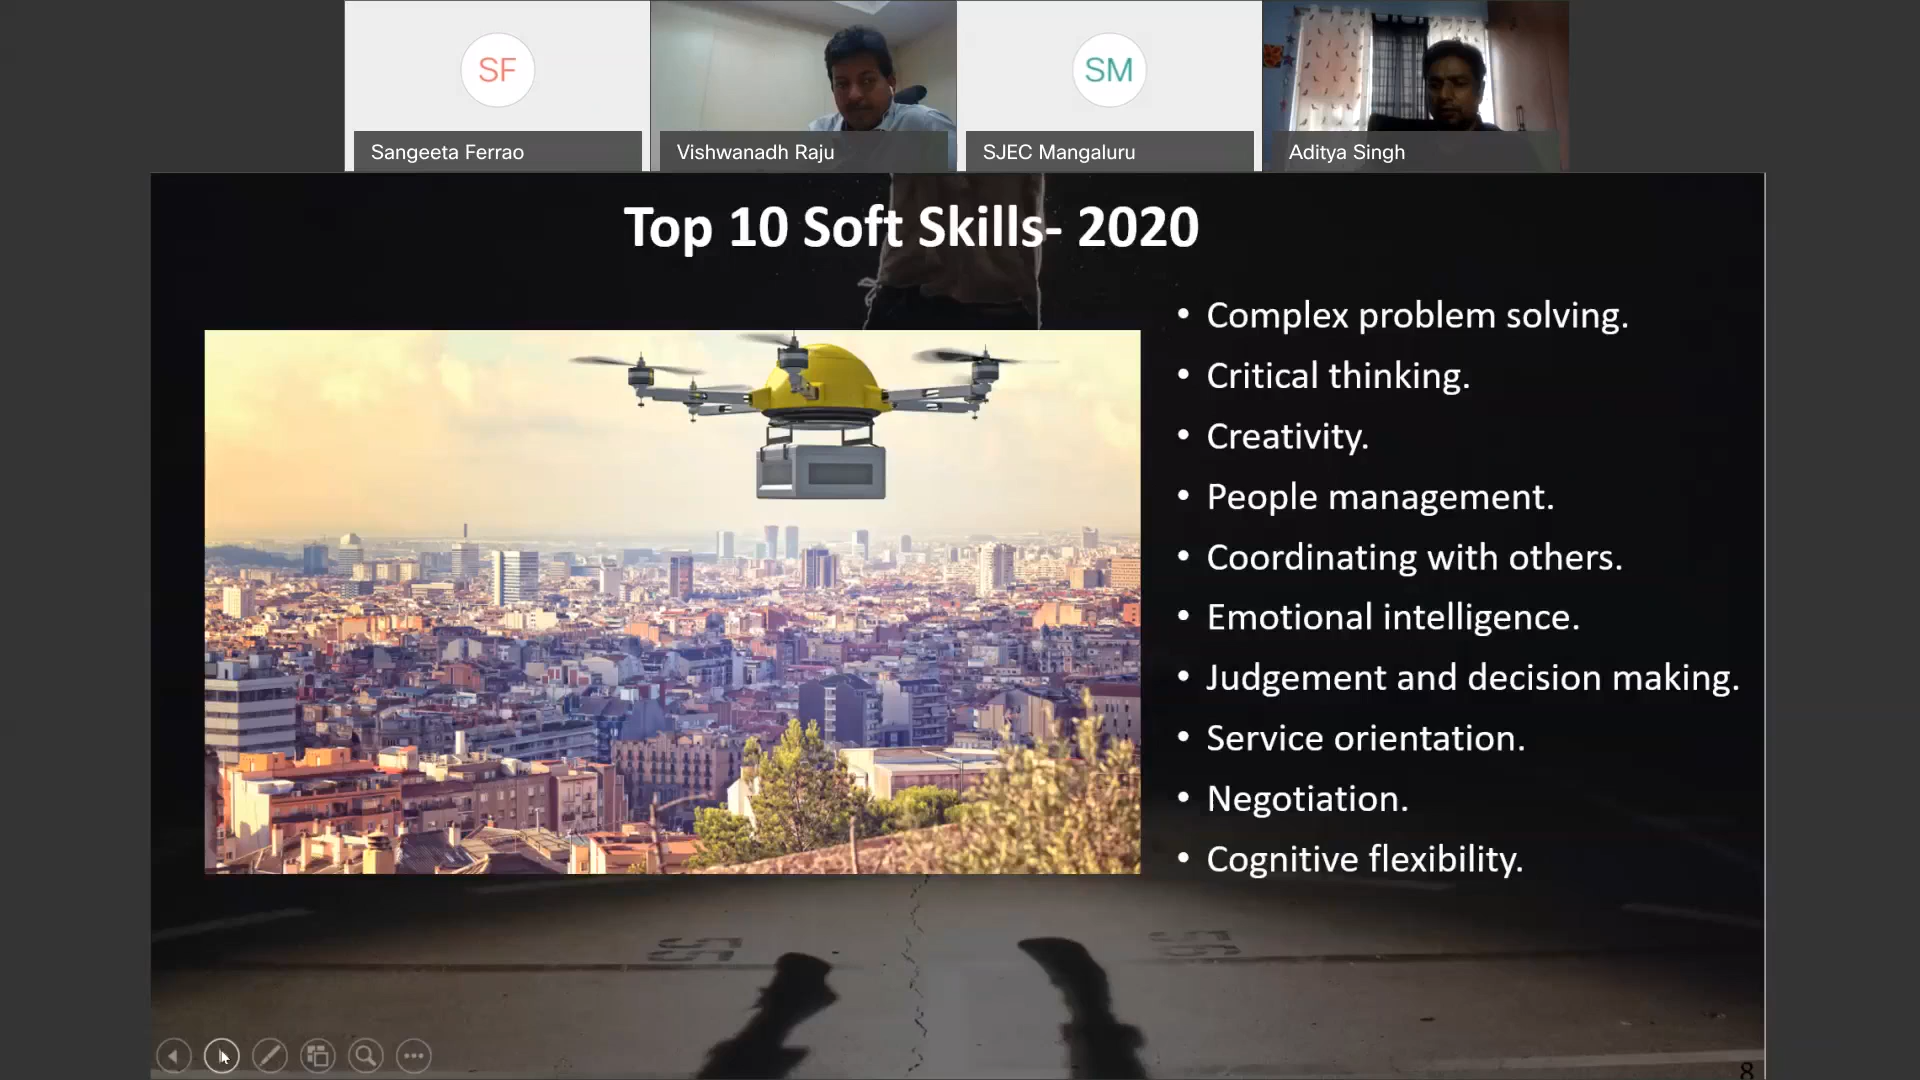 SF
SM
Sangeeta Ferrao
Vishwanadh Raju
SJEC Mangaluru
Aditya Singh
Top 10 Soft Skills- 2020
• Complex problem solving.
• Critical thinking.
• Creativity.
• People management.
• Coordinating with others.
• Emotional intelligence.
• Judgement and decision making.
• Service orientation.
• Negotiation.
• Cognitive flexibility.
8